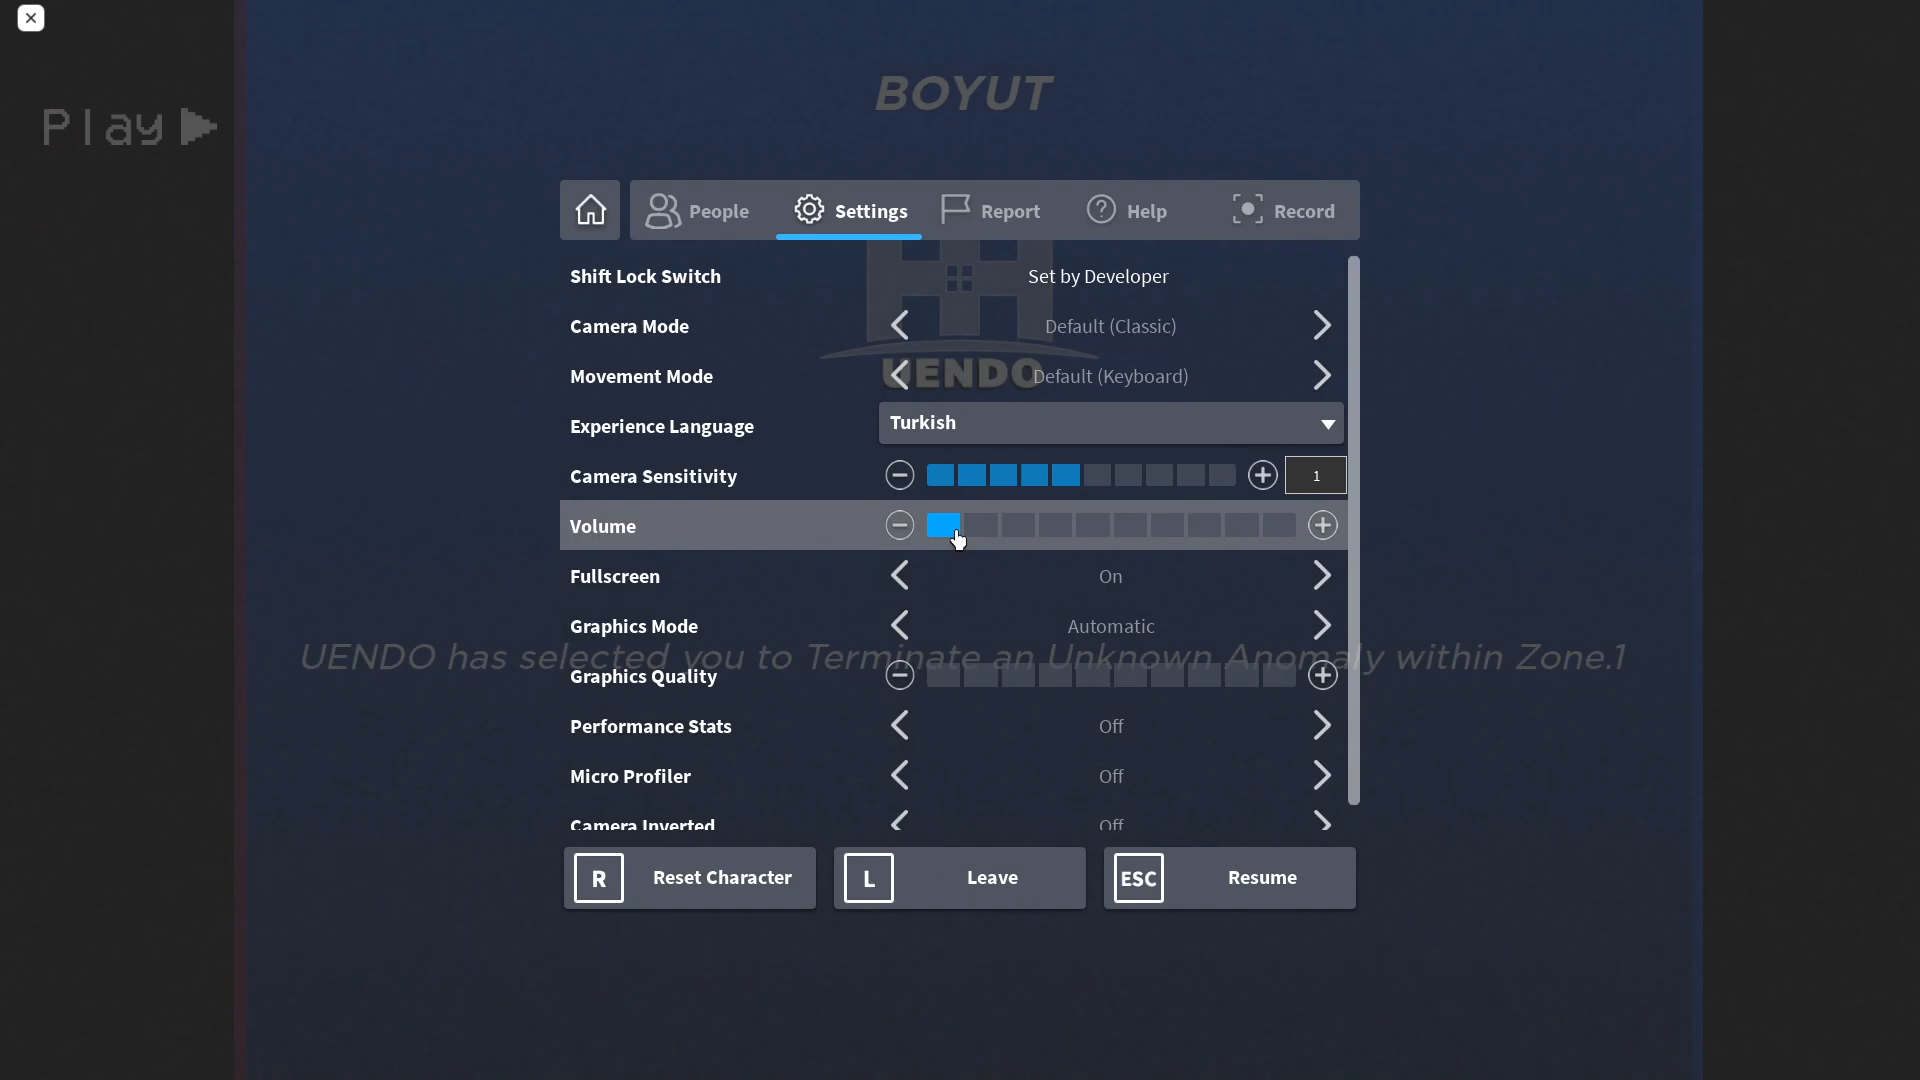 BOYUT
Play
People
Settings
Report
Help
Record
Shift Lock Switch Set by Developer
Camera Mode Default (Classic)
UENDO
Movement Mode Default (Keyboard)
Experience Language Turkish
Camera Sensitivity 1
Volume
Fullscreen On
Graphics Mode Automatic
UENDO has selected you to Terminate an Unknown Anomaly within Zone.1
Graphics Quality
Performance Stats Off
Micro Profiler Off
Camera Inverted Off
R Reset Character
L Leave
ESC Resume